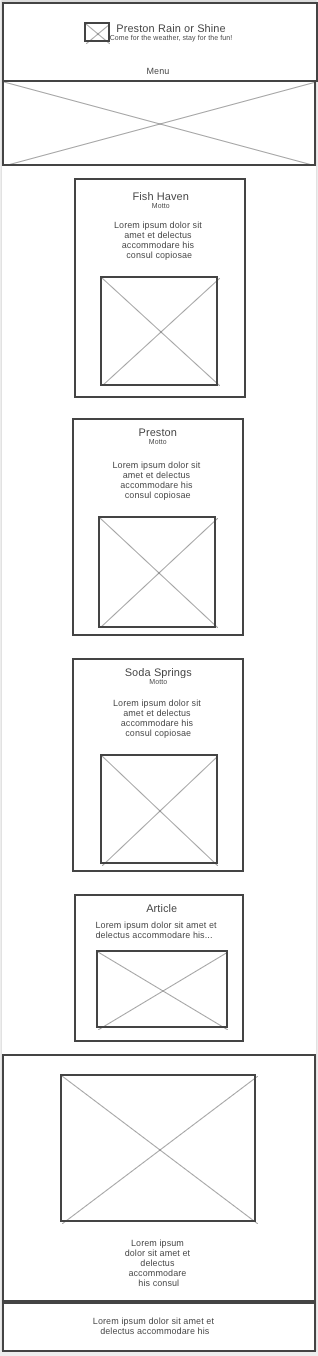 Preston Rain or Shine
Come for the weather, stay for the fun!
Menu
Fish Haven
Motto
Lorem ipsum dolor sit
amet et delectus
accommodare his
consul copiosae
Preston
Motto
Lorem ipsum dolor sit
amet et delectus
accommodare his
consul copiosae
Soda Springs
Motto
Lorem ipsum dolor sit
amet et delectus
accommodare his
consul copiosae
Article
Lorem ipsum dolor sit amet et
delectus accommodare his...
Lorem ipsum
dolor sit amet et
delectus
accommodare
his consul
Lorem ipsum dolor sit amet et
delectus accommodare his